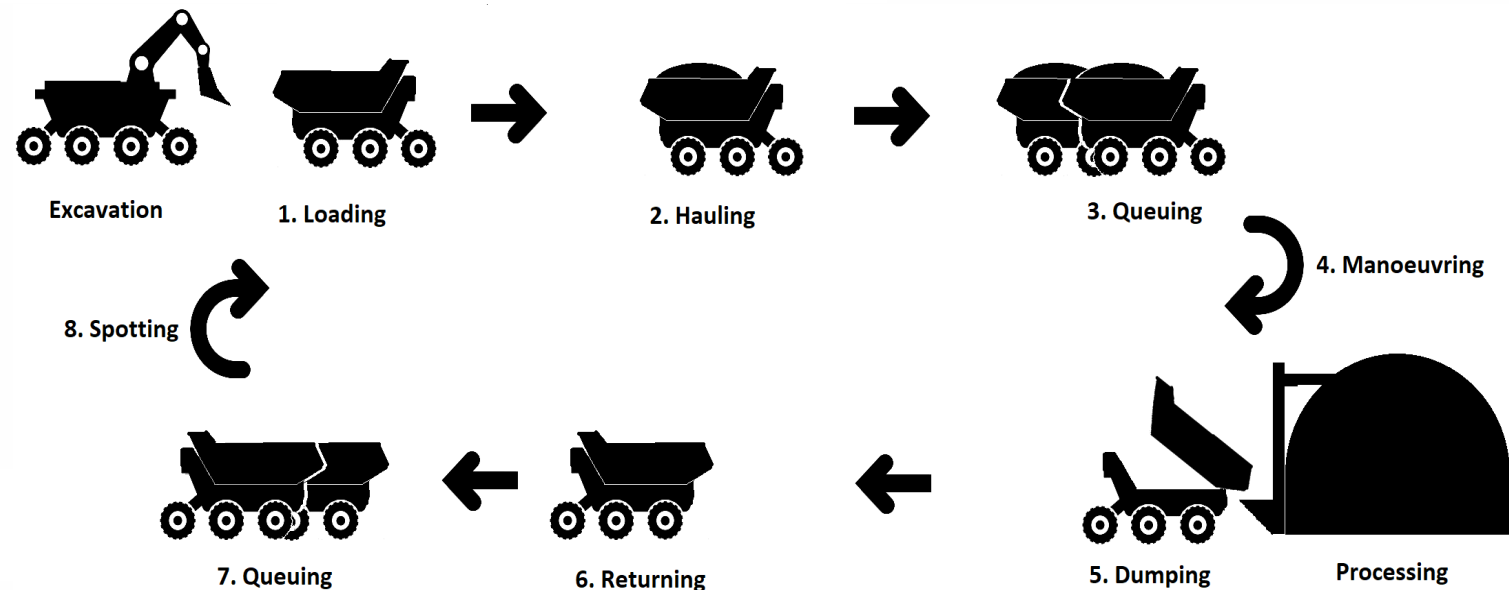 Excavation
1. Loading
2. Hauling
3. Queuing
4. Manoeuvring
8. Spotting
7. Queuing
6. Returning
5. Dumping
Processing